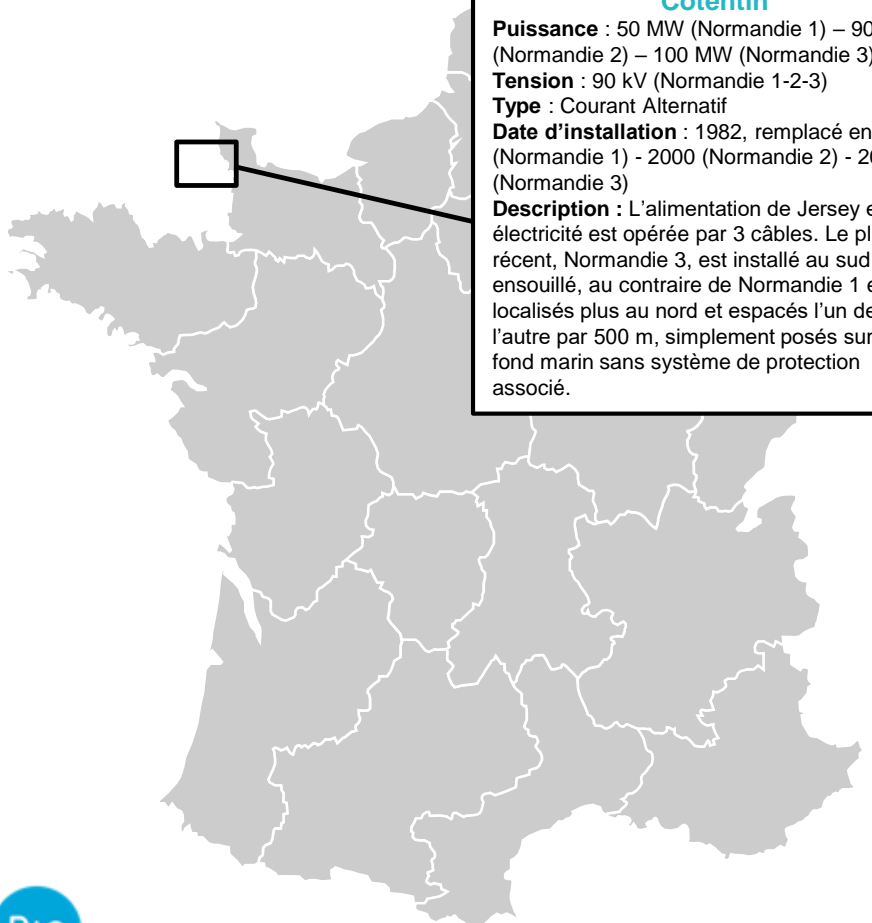 Cotentin
Puissance : 50 MW (Normandie 1) – 90
(Normandie 2) – 100 MW (Normandie 3)
Tension : 90 kV (Normandie 1-2-3)
Type : Courant Alternatif
Date d’installation : 1982, remplacé en
(Normandie 1) - 2000 (Normandie 2) -
(Normandie 3)
Description : L’alimentation de Jersey
électricité est opérée par 3 câbles. Le
récent, Normandie 3, est installé au sud
ensouillé, au contraire de Normandie 1
localisés plus au nord et espacés l’un
l’autre par 500 m, simplement posés sur
fond marin sans système de protection
associé.